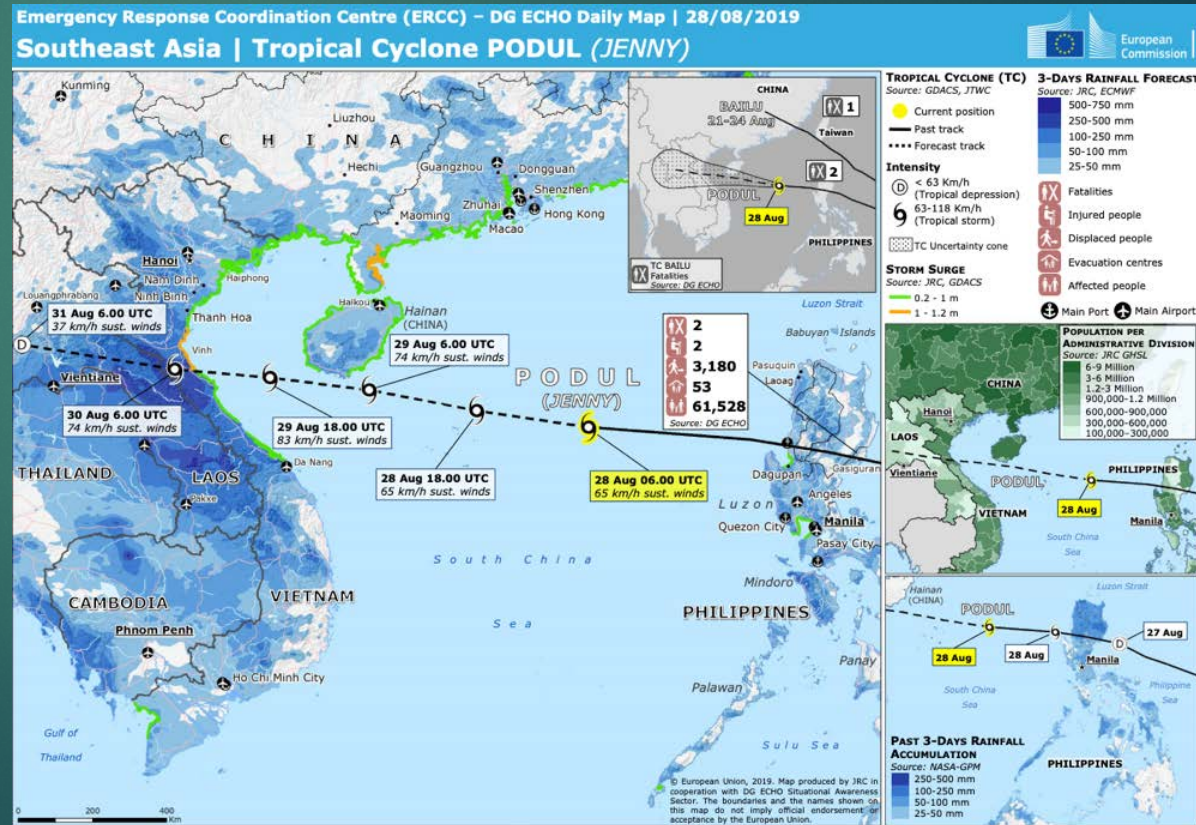 Emergency Response Coordination Centre (ERCC) – DG ECHO Daily Map | 28/08/2019
Southeast Asia | Tropical Cyclone PODUL (JENNY)
European
Commission
Kunming
Liuzhou
C H I N A
Hechi
Guangzhou
Dongguan
Shenzhen
Zhuhai
Hong Kong
Macao
Maoming
Hanoi
Haiphong
Nam Dinh
Ninh Binh
Louangphrabang
Thanh Hoa
Haikou
Hainan
(CHINA)
31 Aug 6.00 UTC
37 km/h sust. winds
Vinh
29 Aug 6.00 UTC
74 km/h sust. winds
Vientiane
30 Aug 6.00 UTC
74 km/h sust. winds
29 Aug 18.00 UTC
83 km/h sust. winds
28 Aug 18.00 UTC
65 km/h sust. winds
28 Aug 06.00 UTC
65 km/h sust. winds
P O D U L
(JENNY)
THAILAND
LAOS
Da Nang
Pakxe
CAMBODIA
VIETNAM
Phnom Penh
Ho Chi Minh City
Gulf of
Thailand
South China
Sea
Luzon Strait
Babuyan Islands
Pasuquin
Laoag
Dagupan
Gasiguran
Angeles
Luzon
Quezon City
Manila
Pasay City
Mindoro
PHILIPPINES
Panay
Palawan
Sulu Sea
2
2
3,180
53
61,528
Source: DG ECHO
0 200 400
Km
© European Union, 2019. Map produced by JRC in
cooperation with DG ECHO Situational Awareness
Sector. The boundaries and the names shown on
this map do not imply official endorsement or
acceptance by the European Union.
CHINA
BAILU
21-24 Aug
1
Taiwan
2
PODUL
28 Aug
PHILIPPINES
TC BAILU
Fatalities
Source: DG ECHO
TROPICAL CYCLONE (TC)
Source: GDACS, JTWC
Current position
Past track
Forecast track
Intensity
D
< 63 Km/h
(Tropical depression)
63-118 Km/h
(Tropical storm)
TC Uncertainty cone
STORM SURGE
Source: JRC, GDACS
0.2 - 1 m
1 - 1.2 m
3-DAYS RAINFALL FORECAST
Source: JRC, ECMWF
500-750 mm
250-500 mm
100-250 mm
50-100 mm
25-50 mm
Fatalities
Injured people
Displaced people
Evacuation centres
Affected people
Main Port
Main Airport
POPULATION PER
ADMINISTRATIVE DIVISION
Source: JRC GHSL
6-9 Million
3-6 Million
1.2-3 Million
900,000-1.2 Million
600,000-900,000
300,000-600,000
100,000-300,000
CHINA
Hanoi
LAOS
Vientiane
PHILIPPINES
PODUL
28 Aug
VIETNAM
Manila
South China
Sea
Hainan
(CHINA)
Luzon Strait
PODUL
28 Aug
28 Aug
D
27 Aug
Manila
South China
Sea
Philippine
Sea
PHILIPPINES
PAST 3-DAYS RAINFALL
ACCUMULATION
Source: NASA-GPM
250-500 mm
100-250 mm
50-100 mm
25-50 mm